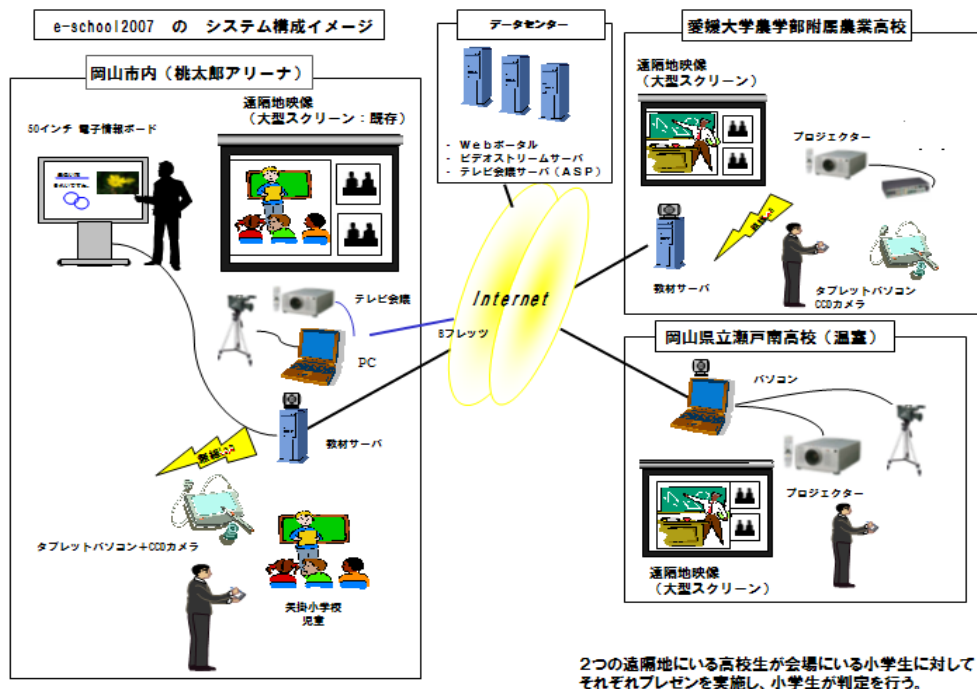 e-school2007 の システム構成イメージ
岡山市内（桃太郎アリーナ）
50インチ 電子情報ボード
遠隔地映像
（大型スクリーン：既存）
テレビ会議
PC
教材サーバ
タブレットパソコン＋CCDカメラ
矢掛小学校
児童
データセンター
- Ｗｅｂポータル
- ビデオストリームサーバ
- テレビ会議サーバ（ＡＳＰ）
Internet
Bフレッツ
愛媛大学農学部附属農業高校
遠隔地映像
（大型スクリーン）
プロジェクター
教材サーバ
タブレットパソコン
CCDカメラ
岡山県立瀬戸南高校（温室）
パソコン
プロジェクター
遠隔地映像
（大型スクリーン）
２つの遠隔地にいる高校生が会場にいる小学生に対して
それぞれプレゼンを実施し、小学生が判定を行う。